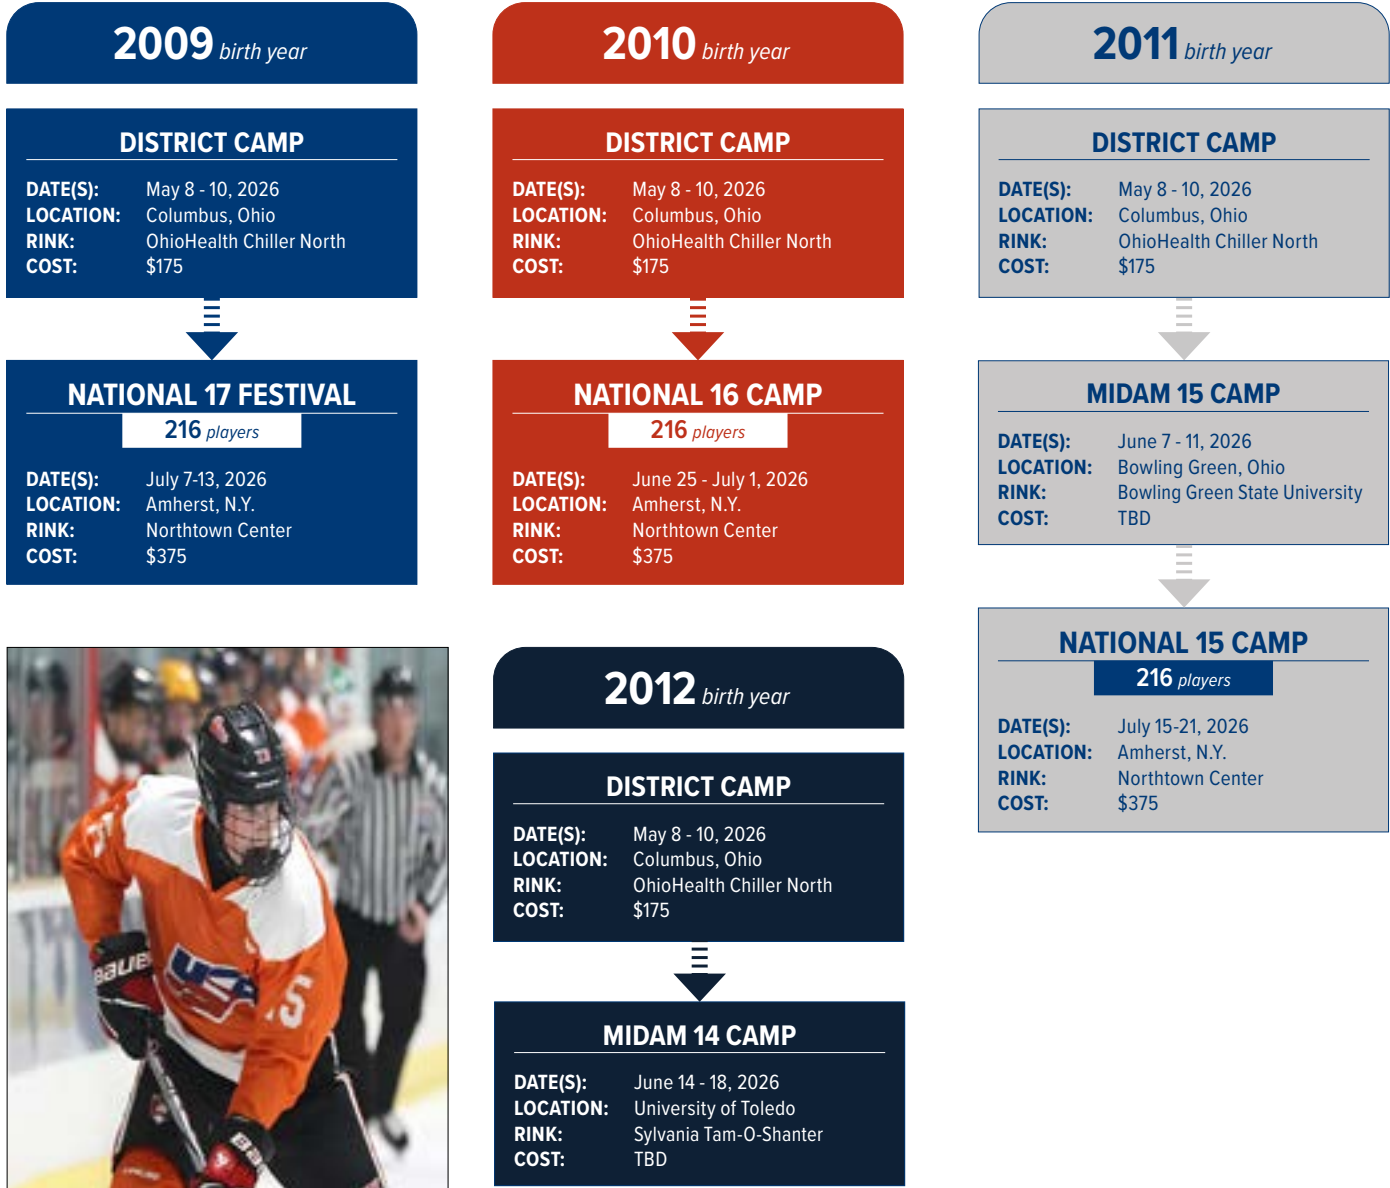 2009 birth year
DISTRICT CAMP
DATE(S): May 8 - 10, 2026
LOCATION: Columbus, Ohio
RINK: OhioHealth Chiller North
COST: $175
NATIONAL 17 FESTIVAL
216 players
DATE(S): July 7-13, 2026
LOCATION: Amherst, N.Y.
RINK: Northtown Center
COST: $375
2010 birth year
DISTRICT CAMP
DATE(S): May 8 - 10, 2026
LOCATION: Columbus, Ohio
RINK: OhioHealth Chiller North
COST: $175
NATIONAL 16 CAMP
216 players
DATE(S): June 25 - July 1, 2026
LOCATION: Amherst, N.Y.
RINK: Northtown Center
COST: $375
2011 birth year
DISTRICT CAMP
DATE(S): May 8 - 10, 2026
LOCATION: Columbus, Ohio
RINK: OhioHealth Chiller North
COST: $175
MIDAM 15 CAMP
DATE(S): June 7 - 11, 2026
LOCATION: Bowling Green, Ohio
RINK: Bowling Green State University
COST: TBD
NATIONAL 15 CAMP
216 players
DATE(S): July 15-21, 2026
LOCATION: Amherst, N.Y.
RINK: Northtown Center
COST: $375
2012 birth year
DISTRICT CAMP
DATE(S): May 8 - 10, 2026
LOCATION: Columbus, Ohio
RINK: OhioHealth Chiller North
COST: $175
MIDAM 14 CAMP
DATE(S): June 14 - 18, 2026
LOCATION: University of Toledo
RINK: Sylvania Tam-O-Shanter
COST: TBD
BAUER
USA